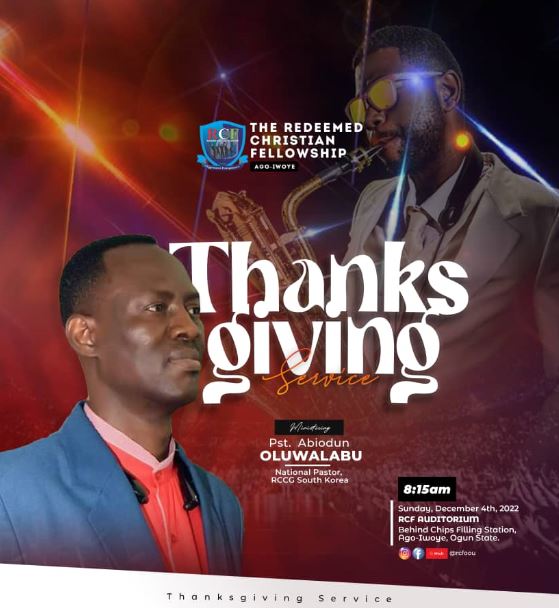 RCF
THE REDEEMED
CHRISTIAN
FELLOWSHIP
AGO-IWOYE
Thanks
giving
Service
Ministering
Pst. Abiodun
OLUWALABU
National Pastor,
RCCG South Korea
8:15am
Sunday, December 4th, 2022
RCF AUDITORIUM
Behind Chips Filling Station,
Ago-Iwoye, Ogun State.
@rcfoou
Thanksgiving Service